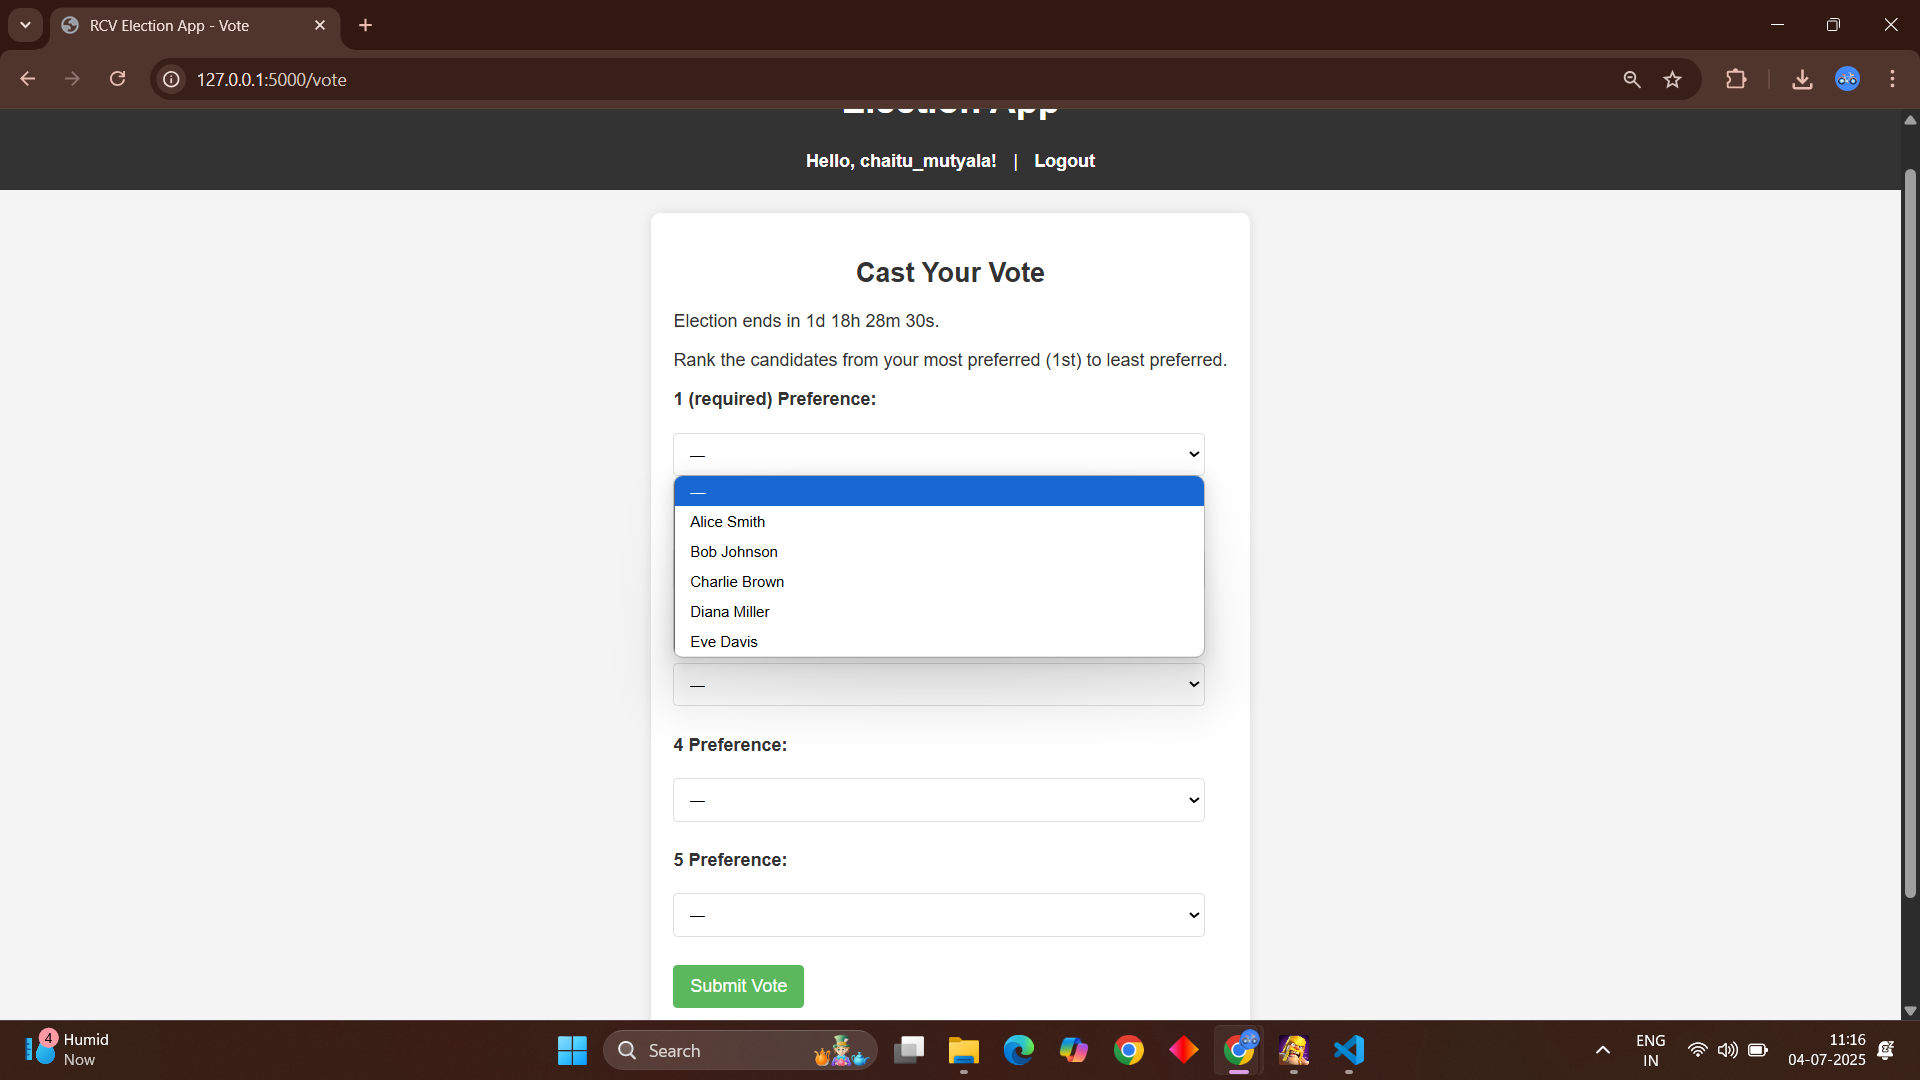 RCV Election App - Vote
127.0.0.1:5000/vote
Election App
Hello, chaitu_mutyala! | Logout
Cast Your Vote
Election ends in 1d 18h 28m 30s.
Rank the candidates from your most preferred (1st) to least preferred.
1 (required) Preference:
—
—
Alice Smith
Bob Johnson
Charlie Brown
Diana Miller
Eve Davis
—
4 Preference:
—
5 Preference:
—
Submit Vote
4
Humid
Now
Search
ENG
IN
11:16
04-07-2025